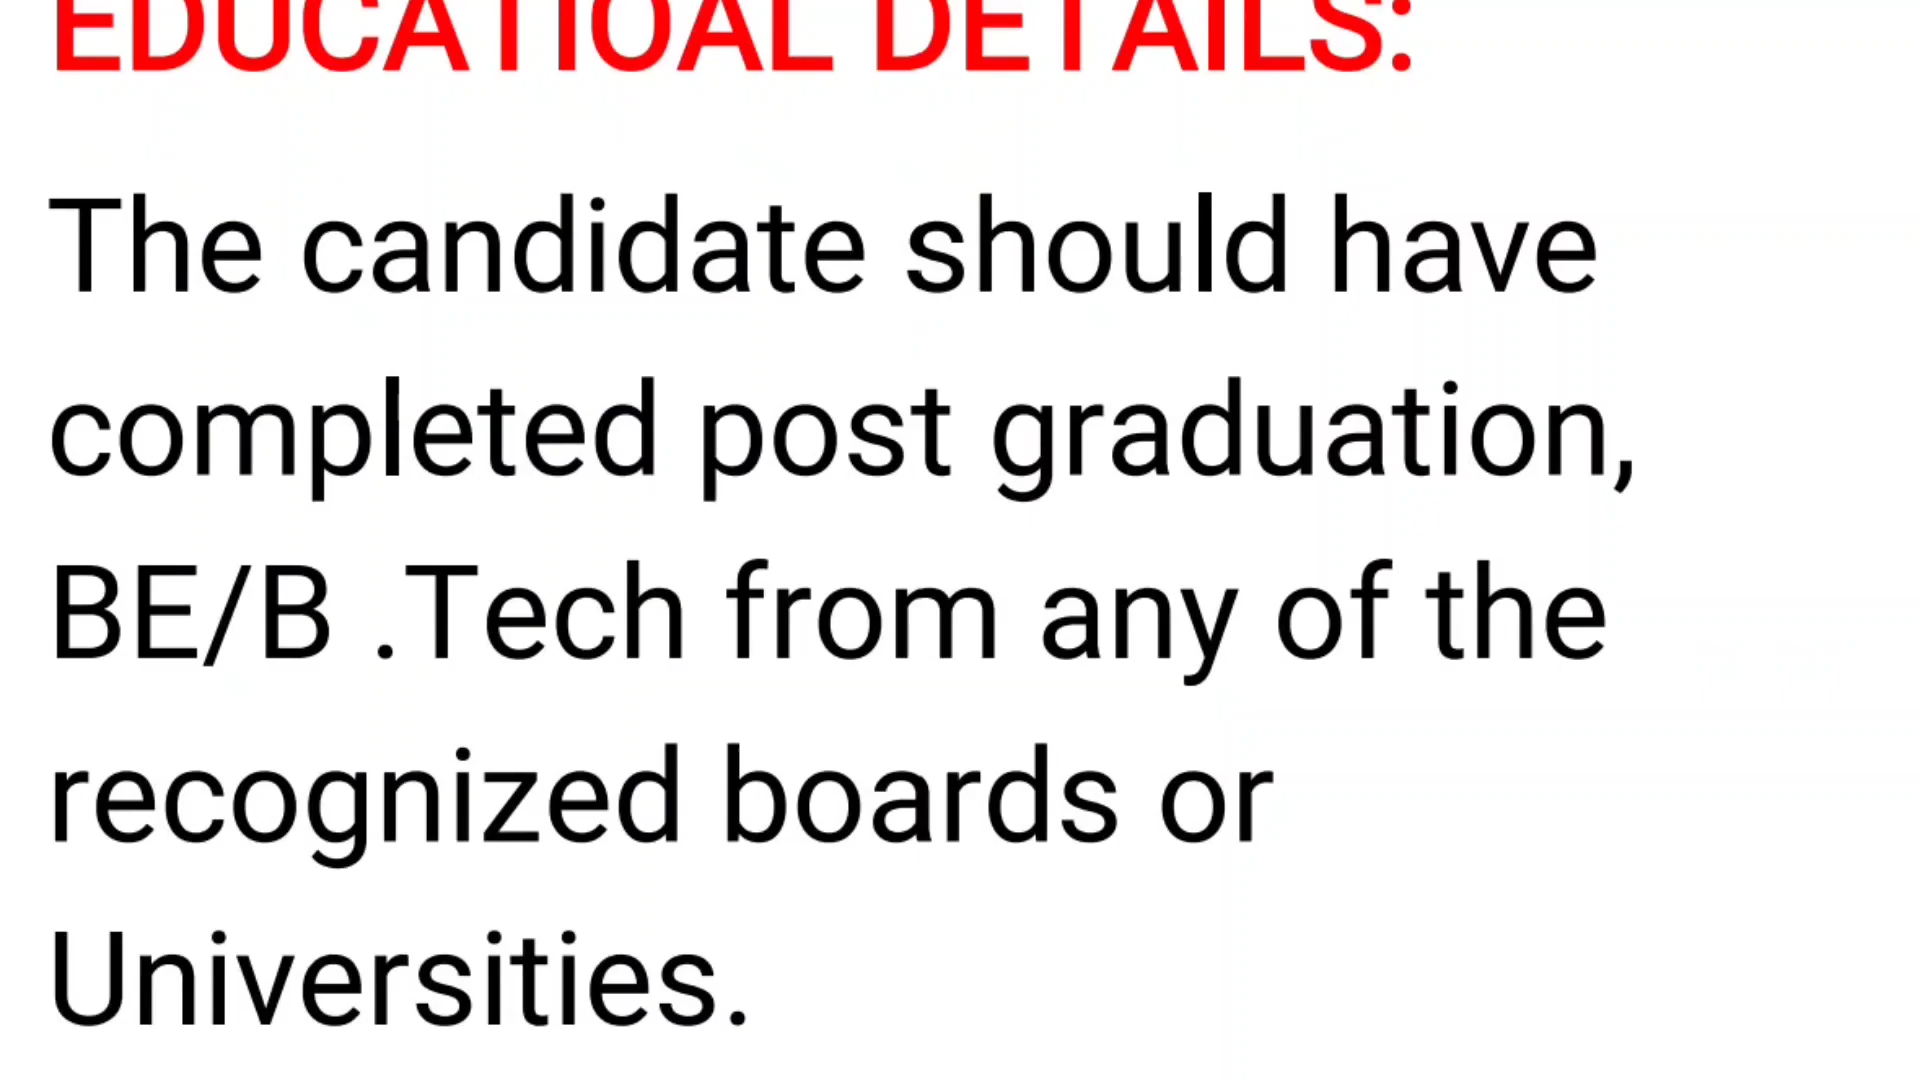 EDUCATIOAL DETAILS:
The candidate should have
completed post graduation,
BE/B .Tech from any of the
recognized boards or
Universities.